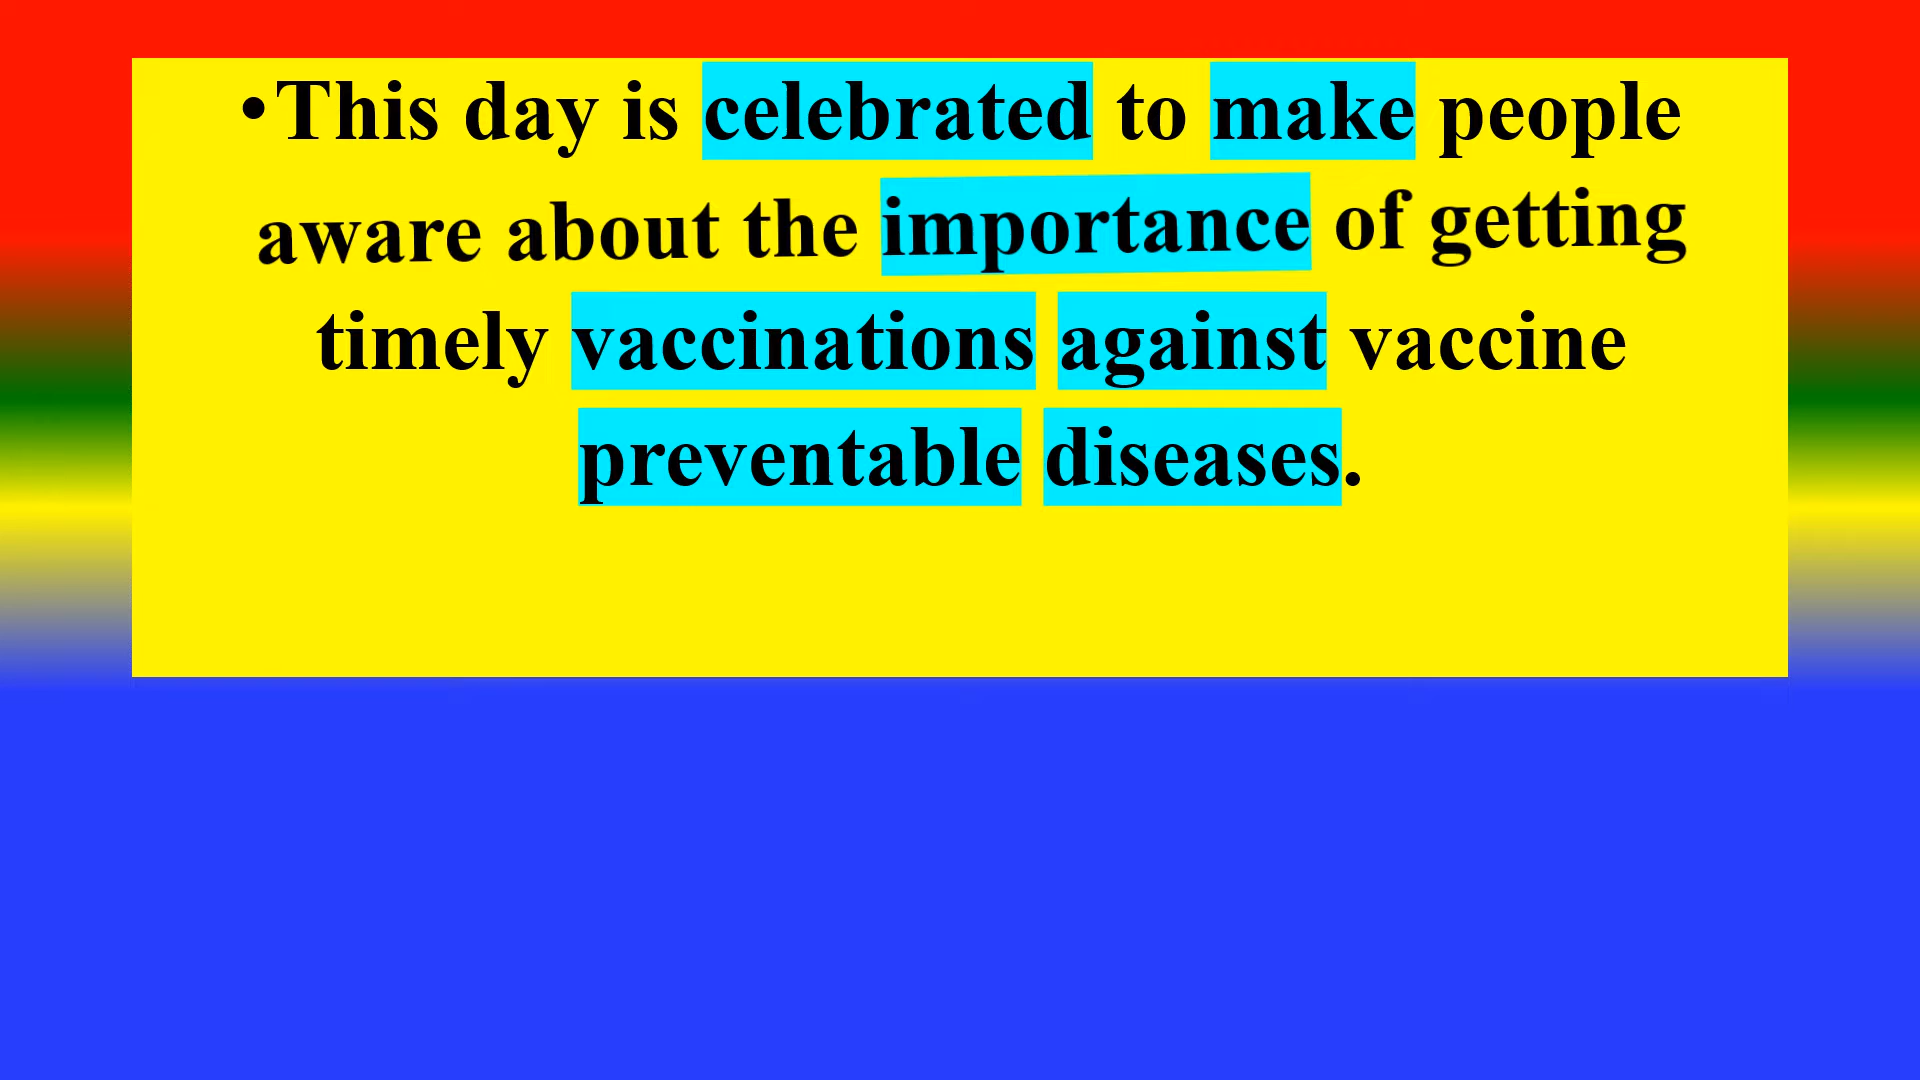 •This day is celebrated to make people
aware about the importance of getting
timely vaccinations against vaccine
preventable diseases.